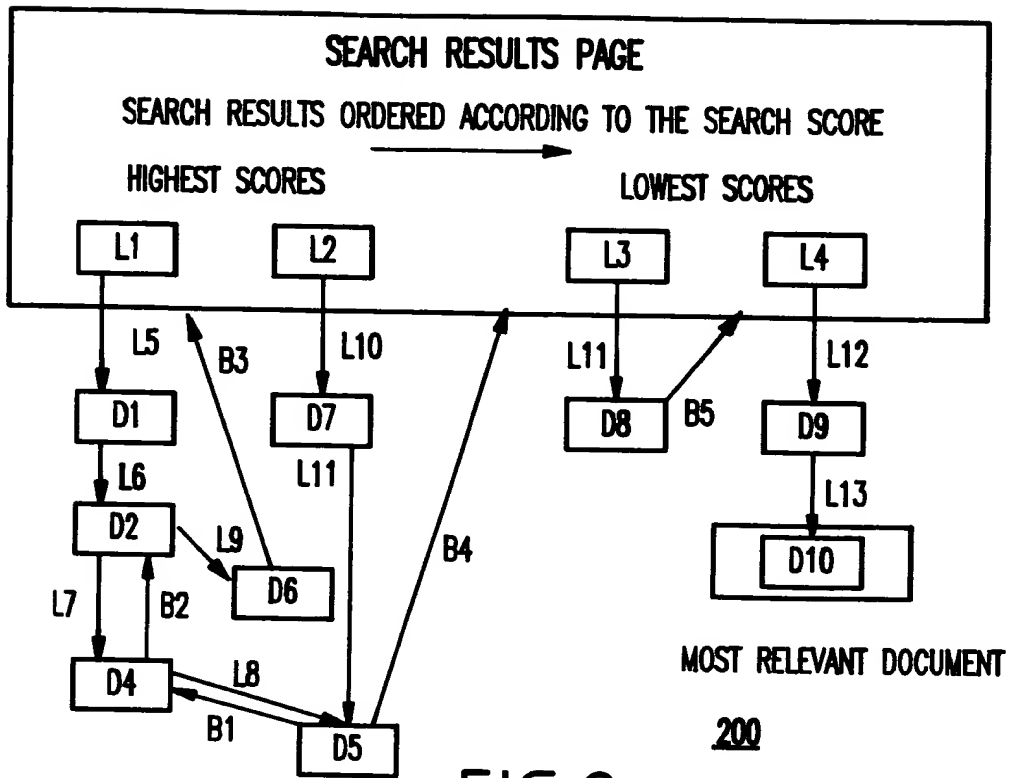 SEARCH RESULTS PAGE
SEARCH RESULTS ORDERED ACCORDING TO THE SEARCH SCORE
HIGHEST SCORES
LOWEST SCORES
L1
L2
L3
L4
L5
B3
L10
L11
B5
L12
D1
D7
D8
D9
L6
L11
L13
D2
L9
B4
D10
L7
B2
D6
MOST RELEVANT DOCUMENT
D4
L8
B1
D5
200